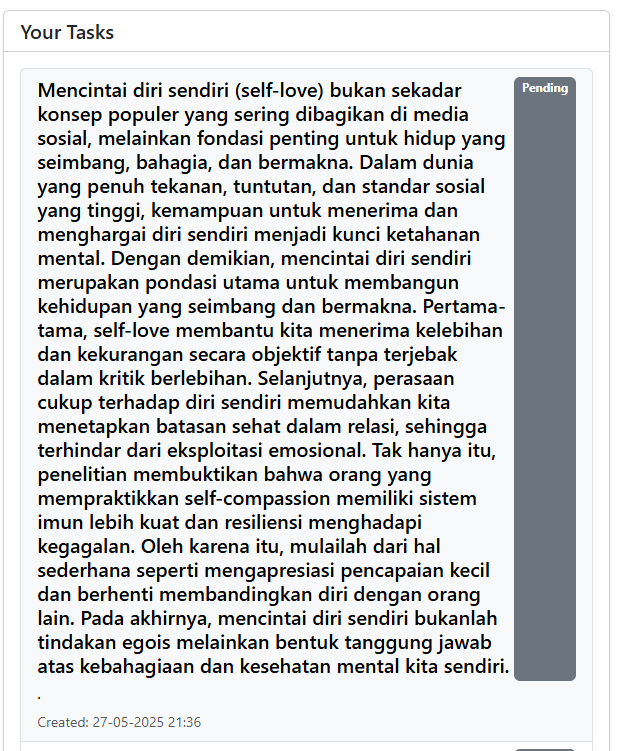 Your Tasks
Mencintai diri sendiri (self-love) bukan sekadar
konsep populer yang sering dibagikan di media
sosial, melainkan fondasi penting untuk hidup yang
seimbang, bahagia, dan bermakna. Dalam dunia
yang penuh tekanan, tuntutan, dan standar sosial
yang tinggi, kemampuan untuk menerima dan
menghargai diri sendiri menjadi kunci ketahanan
mental. Dengan demikian, mencintai diri sendiri
merupakan pondasi utama untuk membangun
kehidupan yang seimbang dan bermakna. Pertama-
tama, self-love membantu kita menerima kelebihan
dan kekurangan secara objektif tanpa terjebak
dalam kritik berlebihan. Selanjutnya, perasaan
cukup terhadap diri sendiri memudahkan kita
menetapkan batasan sehat dalam relasi, sehingga
terhindar dari eksploitasi emosional. Tak hanya itu,
penelitian membuktikan bahwa orang yang
mempraktikkan self-compassion memiliki sistem
imun lebih kuat dan resiliensi menghadapi
kegagalan. Oleh karena itu, mulailah dari hal
sederhana seperti mengapresiasi pencapaian kecil
dan berhenti membandingkan diri dengan orang
lain. Pada akhirnya, mencintai diri sendiri bukanlah
tindakan egois melainkan bentuk tanggung jawab
atas kebahagiaan dan kesehatan mental kita sendiri.
Pending
.
Created: 27-05-2025 21:36